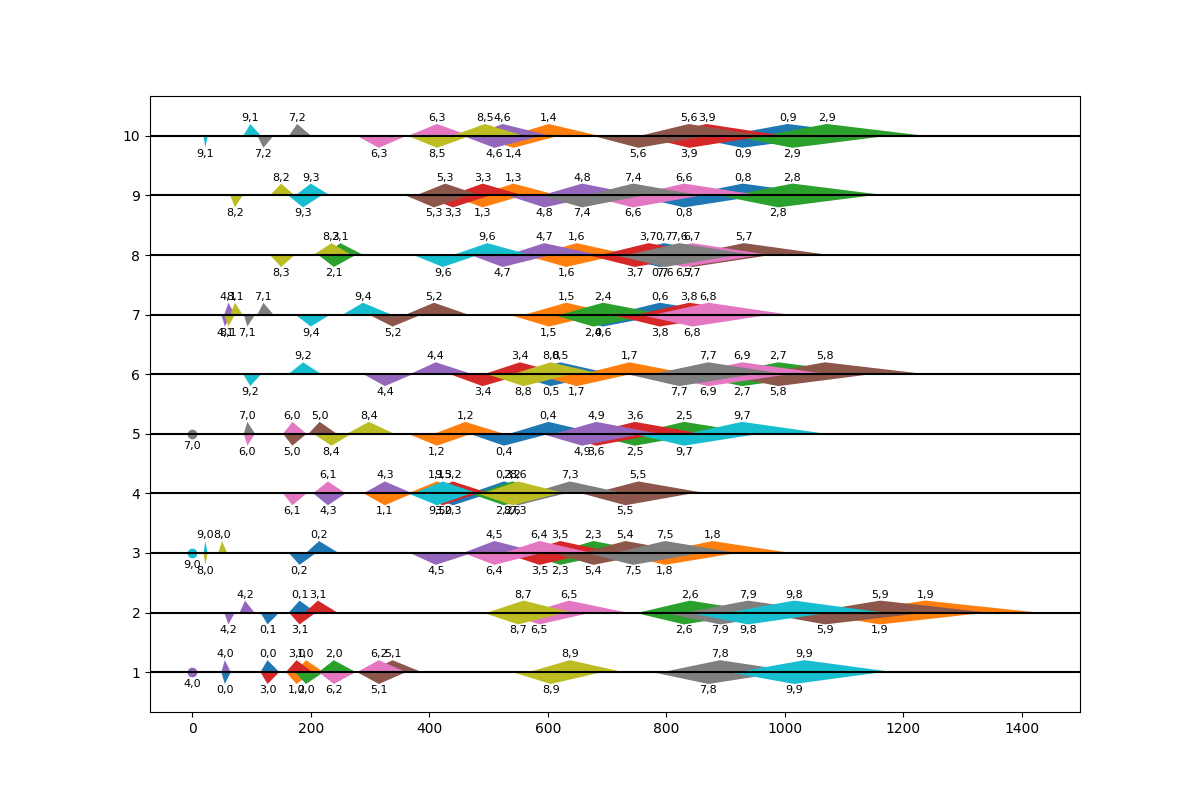 9,1 7,2 6,3 8,5 4,6 1,4 5,6 3,9 0,9 2,9
10
9,1 7,2 6,3 8,5 4,6 1,4 5,6 3,9 0,9 2,9
8,2 9,3 5,3 3,3 1,3 4,8 7,4 6,6 0,8 2,8
9
8,2 9,3 5,3 3,3 1,3 4,8 7,4 6,6 0,8 2,8
2,1 9,6 4,7 1,6 3,7 6,7 5,7
8
8,3 2,1 9,6 4,7 1,6 3,7
7,1 9,4 5,2 1,5 2,4 0,6 3,8 6,8
7
7,1 9,4 5,2 1,5 3,8 6,8
9,2 4,4 3,4 1,7 7,7 6,9 2,7 5,8
6
9,2 4,4 3,4 8,8 0,5 1,7 7,7 6,9 2,7 5,8
7,0 6,0 5,0 8,4 1,2 0,4 4,9 3,6 2,5 9,7
5
7,0 6,0 5,0 8,4 1,2 0,4 4,9 3,6 2,5 9,7
6,1 4,3 7,3 5,5
4
6,1 4,3 1,1 5,5
9,0 8,0 0,2 4,5 6,4 3,5 2,3 5,4 7,5 1,8
3
9,0 8,0 0,2 4,5 6,4 3,5 2,3 5,4 7,5 1,8
4,2 0,1 3,1 8,7 6,5 2,6 7,9 9,8 5,9 1,9
2
4,2 0,1 3,1 8,7 6,5 2,6 7,9 9,8 5,9 1,9
4,0 0,0 3,0 1,0 2,0 6,2 5,1 8,9 7,8 9,9
1
4,0 0,0 3,0 1,0 2,0 6,2 5,1 8,9 7,8 9,9
0 200 400 600 800 1000 1200 1400